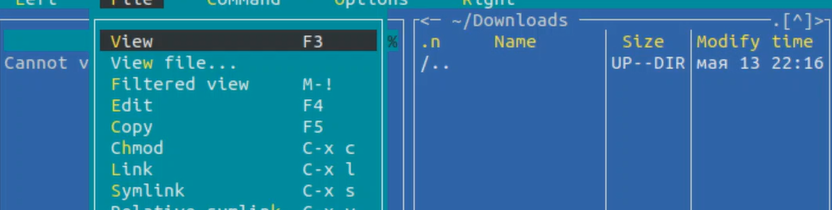 Left File Command Options Right
<— ~/Downloads .[^]>
View F3 % .n Name Size Modify time
Cannot v View file... /.. UP--DIR мая 13 22:16
Filtered view M-!
Edit F4
Copy F5
Chmod C-x c
Link C-x l
Symlink C-x s
Relative symlink C-x v